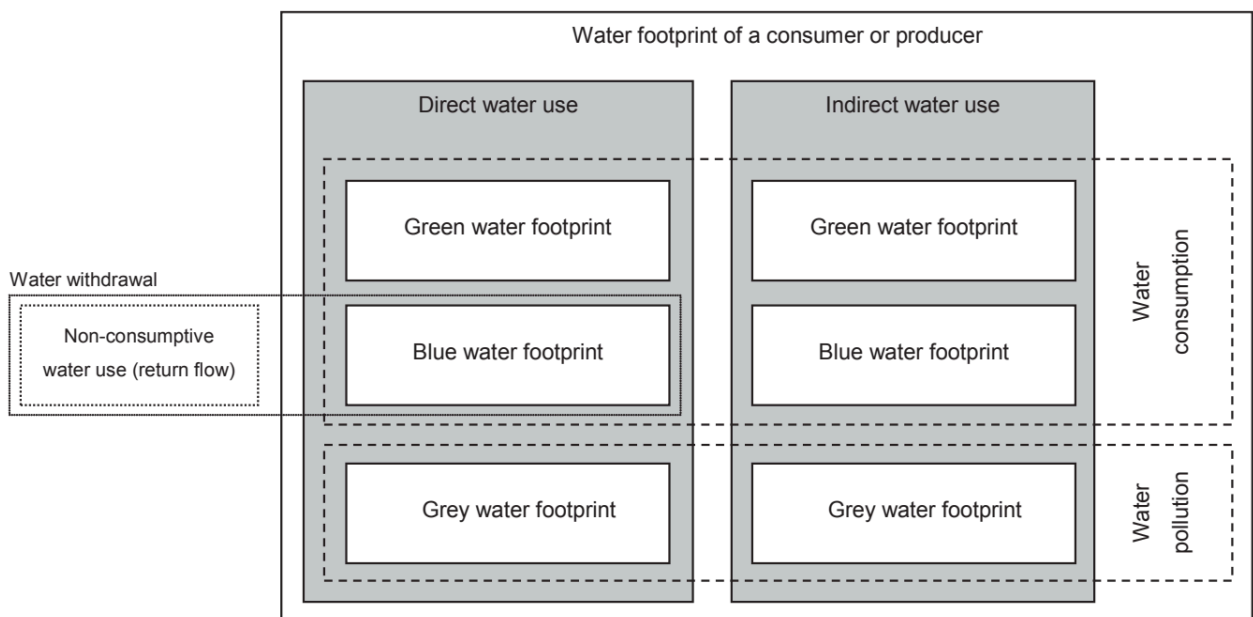 Water footprint of a consumer or producer
Direct water use
Indirect water use
Green water footprint
Green water footprint
Water withdrawal
Non-consumptive
water use (return flow)
Blue water footprint
Blue water footprint
Water
consumption
Grey water footprint
Grey water footprint
Water
pollution